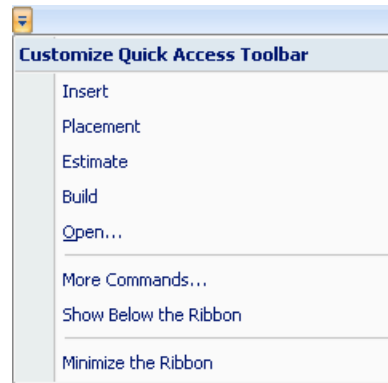 Customize Quick Access Toolbar
Insert
Placement
Estimate
Build
Open...
More Commands...
Show Below the Ribbon
Minimize the Ribbon